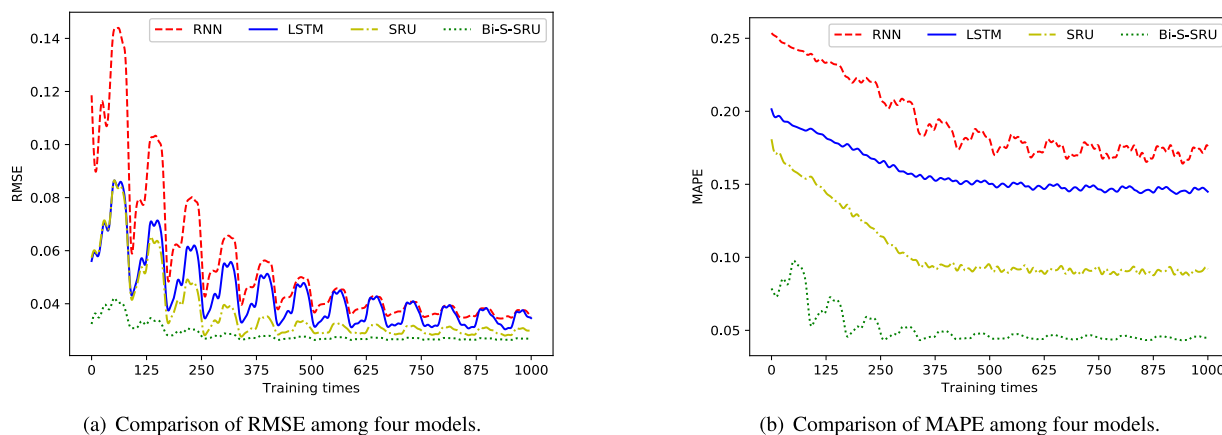 RNN LSTM SRU Bi-S-SRU
0.14
0.12
0.10
0.08
0.06
0.04
RMSE
0 125 250 375 500 625 750 875 1000
Training times
(a) Comparison of RMSE among four models.
RNN LSTM SRU Bi-S-SRU
0.25
0.20
0.15
0.10
0.05
MAPE
0 125 250 375 500 625 750 875 1000
Training times
(b) Comparison of MAPE among four models.